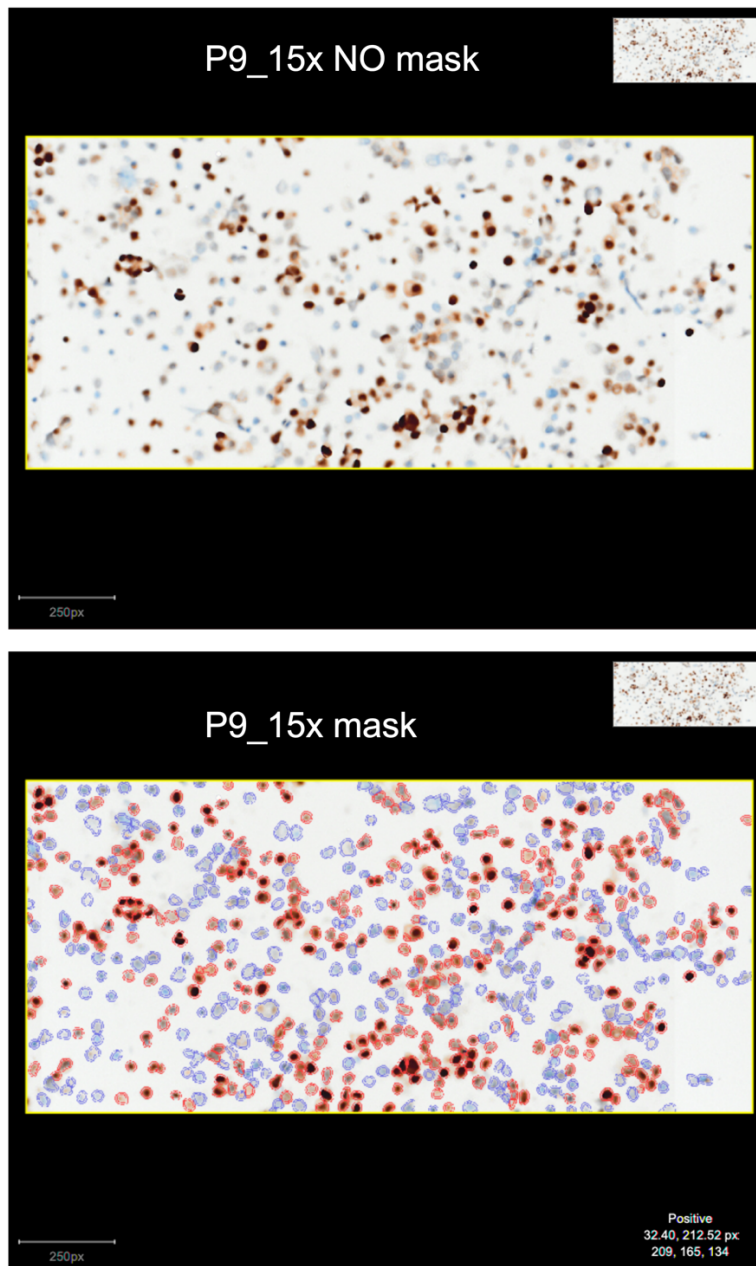 P9_15x NO mask
250px
P9_15x mask
250px
Positive
32.40, 212.52 px
209, 165, 134